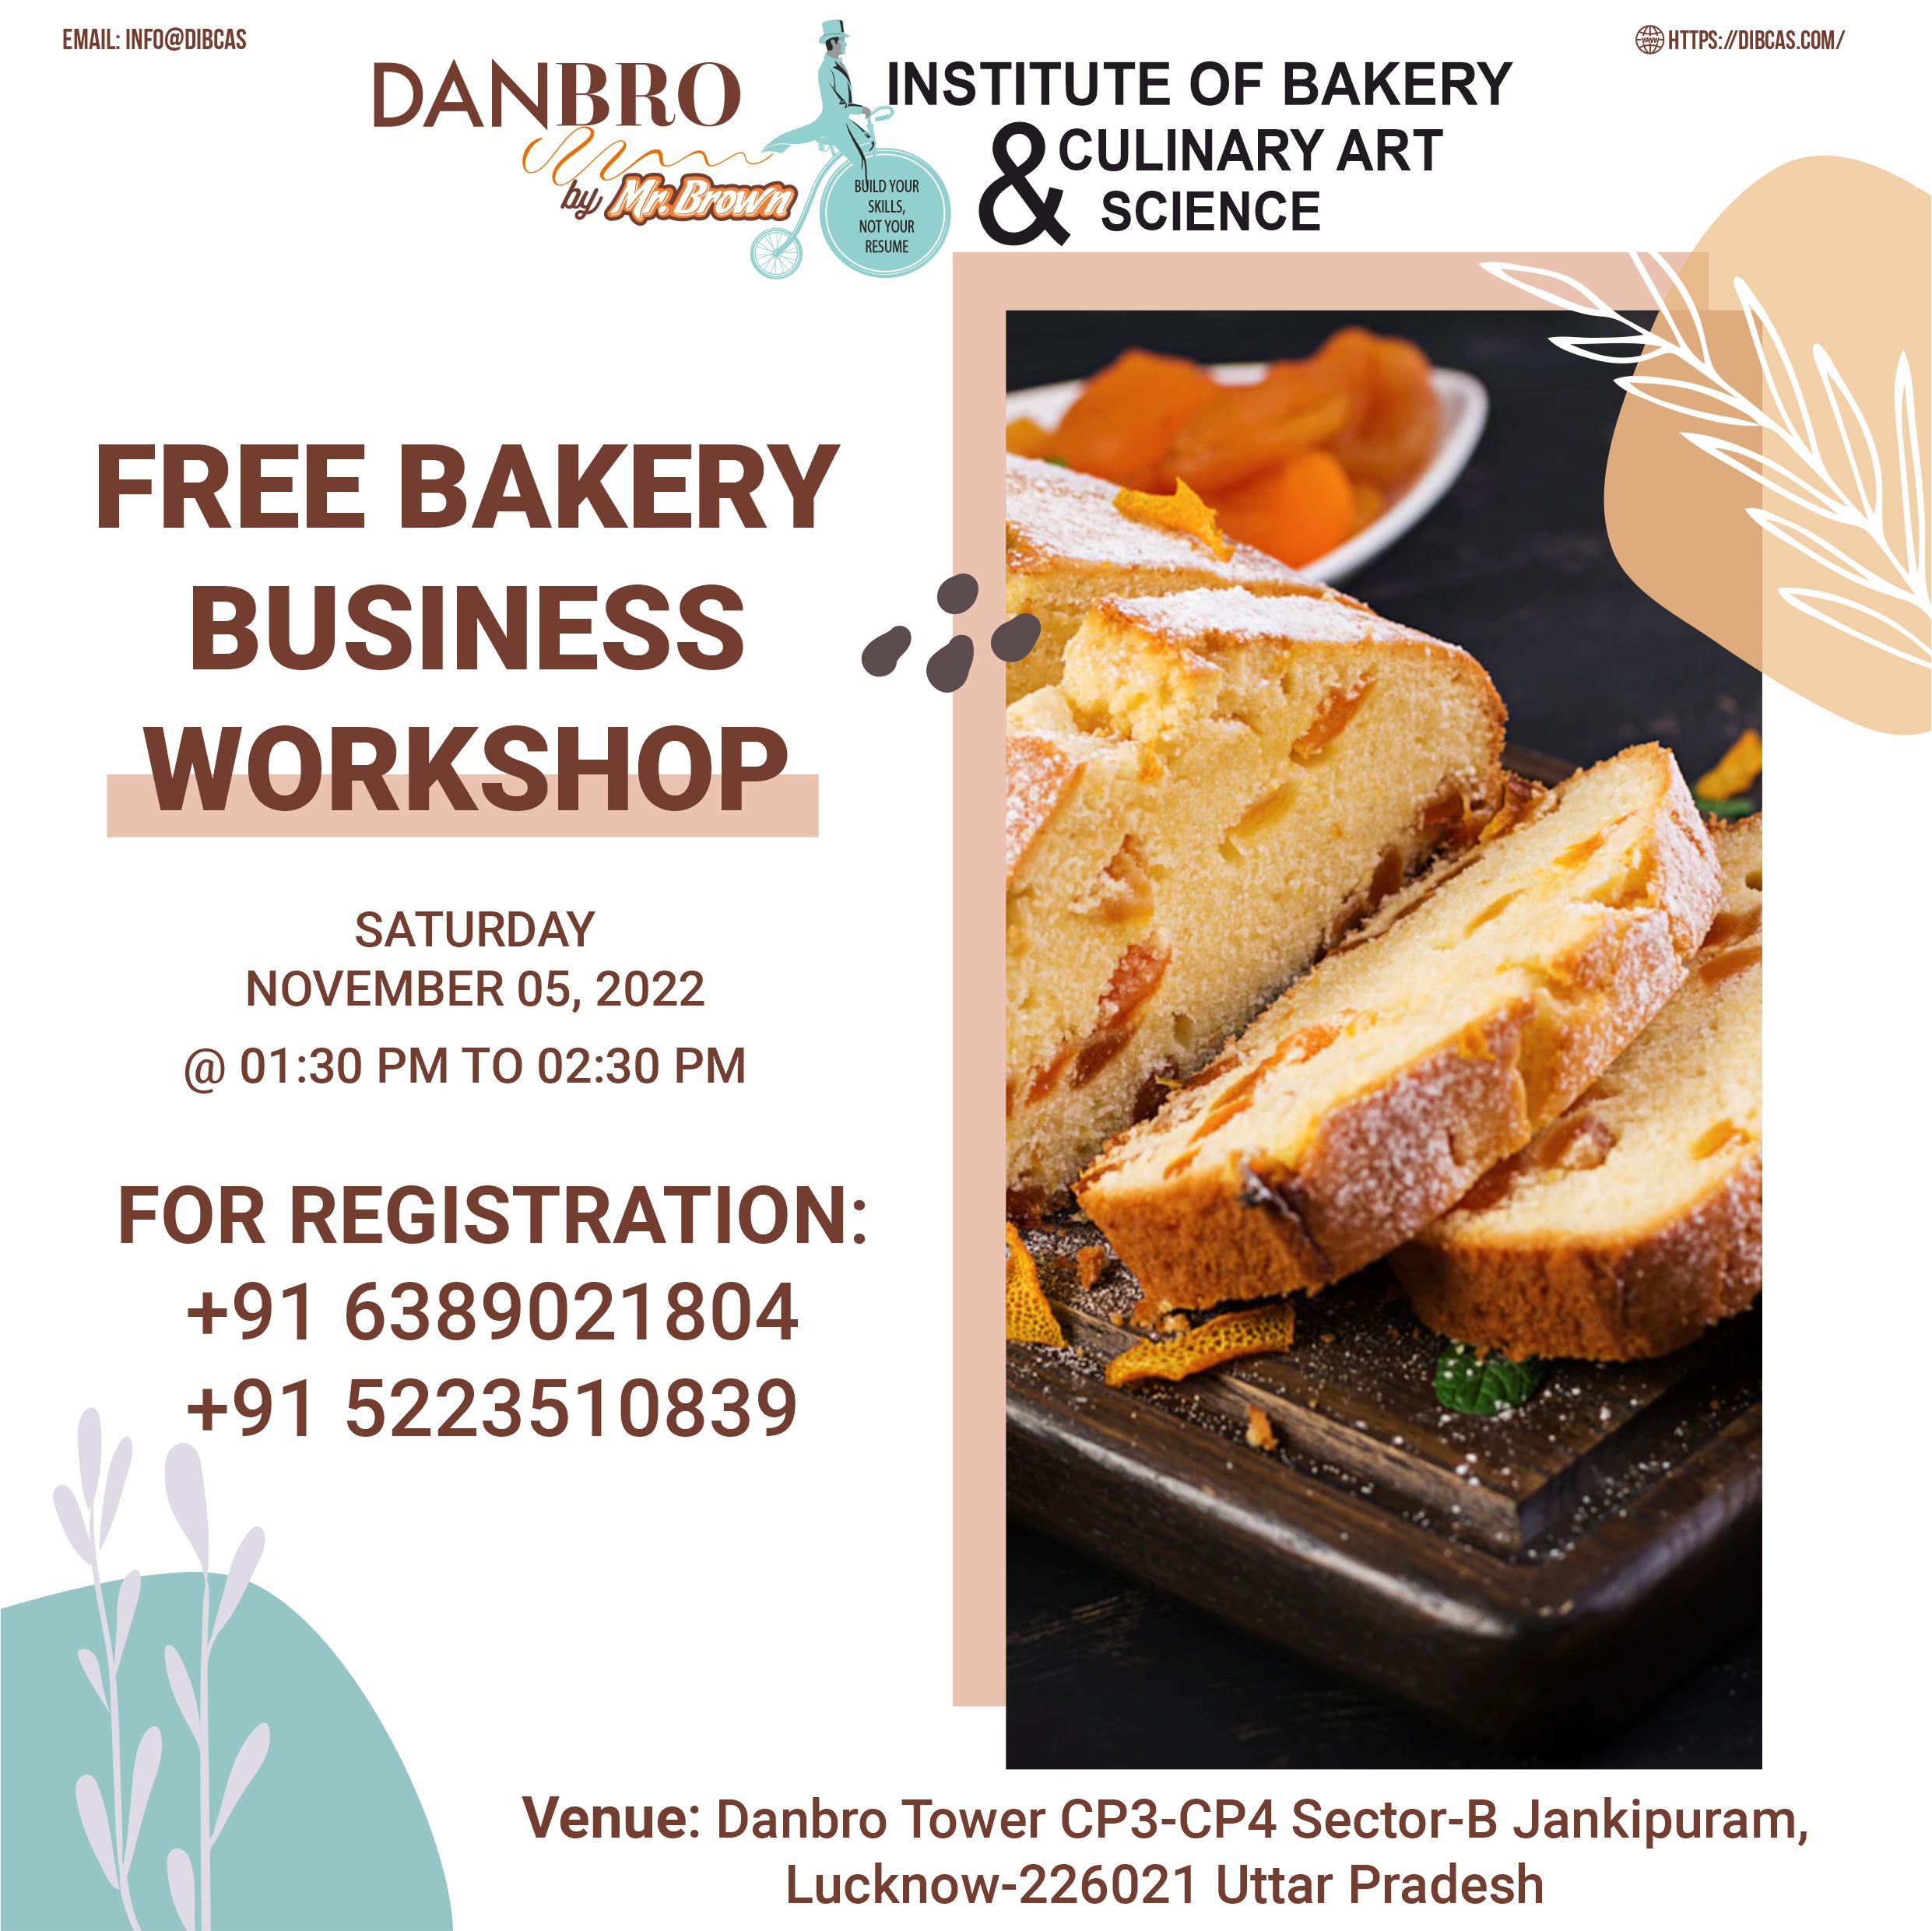 EMAIL: INFO@DIBCAS
HTTPS://DIBCAS.COM/
DANBRO
by Mr. Brown
BUILD YOUR
SKILLS,
NOT YOUR
RESUME
INSTITUTE OF BAKERY
& CULINARY ART
SCIENCE
FREE BAKERY
BUSINESS
WORKSHOP
SATURDAY
NOVEMBER 05, 2022
@ 01:30 PM TO 02:30 PM
FOR REGISTRATION:
+91 6389021804
+91 5223510839
Venue: Danbro Tower CP3-CP4 Sector-B Jankipuram,
Lucknow-226021 Uttar Pradesh